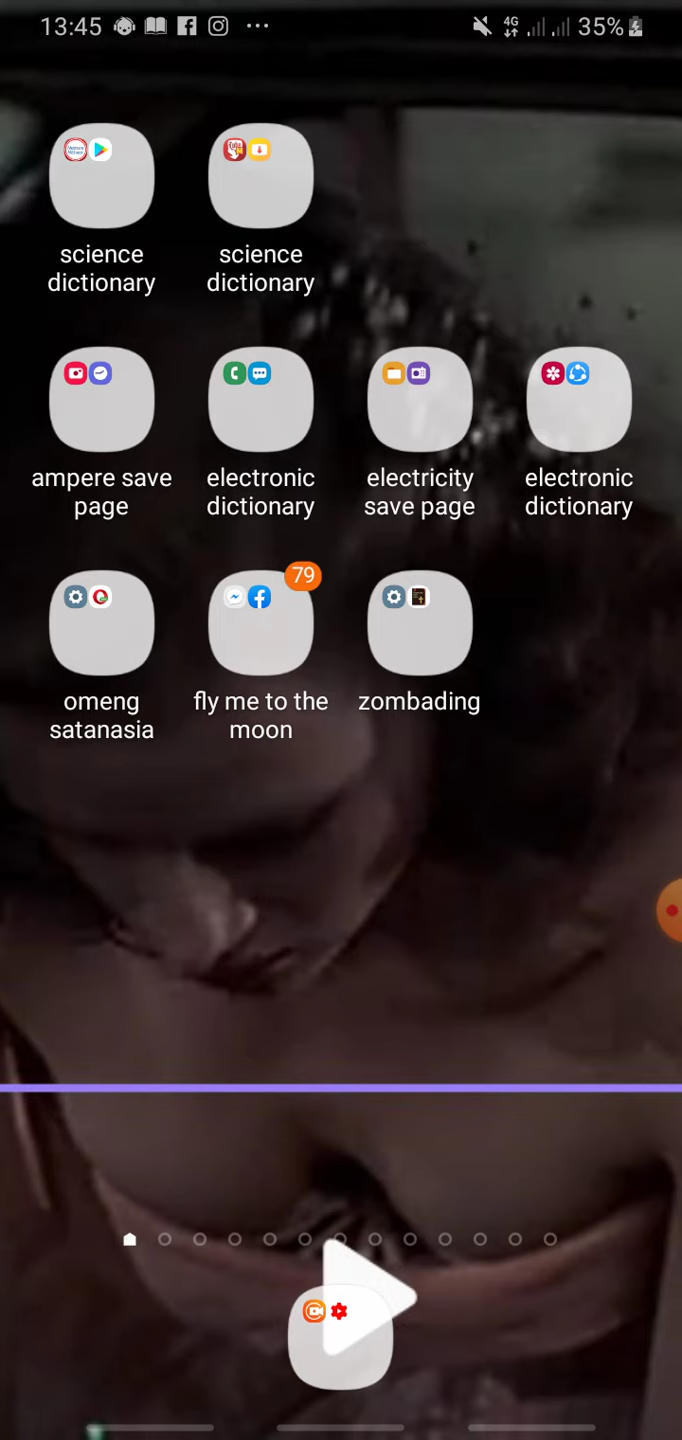 13:45
4G
35%
science
dictionary
science
dictionary
ampere save
page
electronic
dictionary
electricity
save page
electronic
dictionary
79
omeng
satanasia
fly me to the
moon
zombading